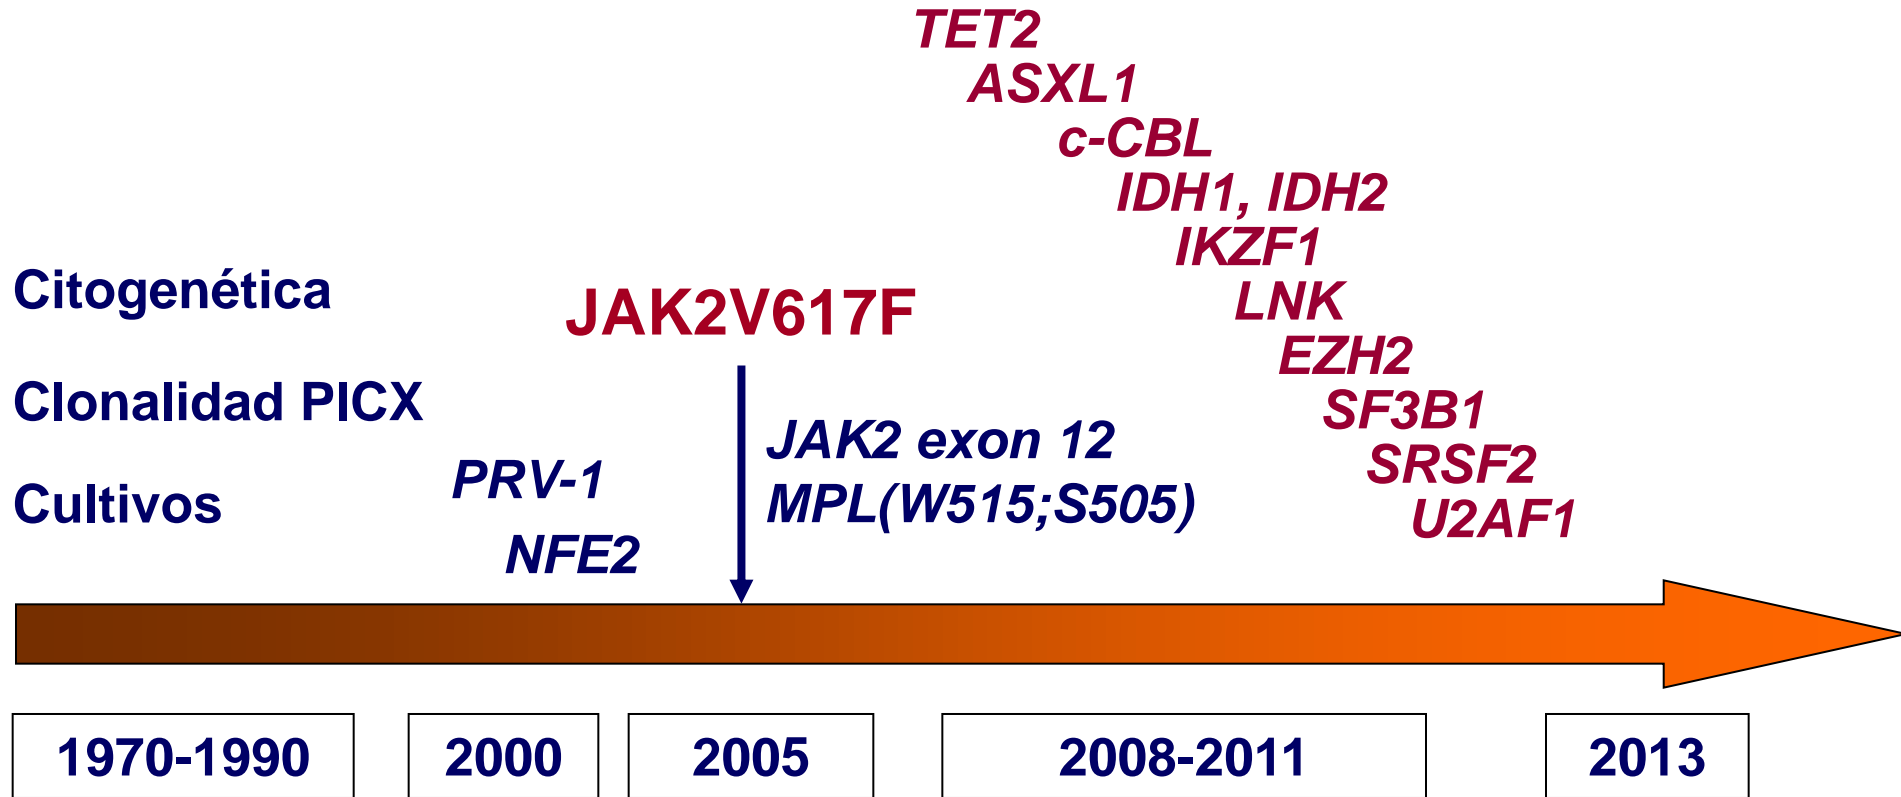 TET2
ASXL1
c-CBL
IDH1, IDH2
IKZF1
LNK
EZH2
SF3B1
SRSF2
U2AF1
Citogenética
Clonalidad PICX
Cultivos
PRV-1
NFE2
JAK2V617F
JAK2 exon 12
MPL(W515;S505)
1970-1990
2000
2005
2008-2011
2013